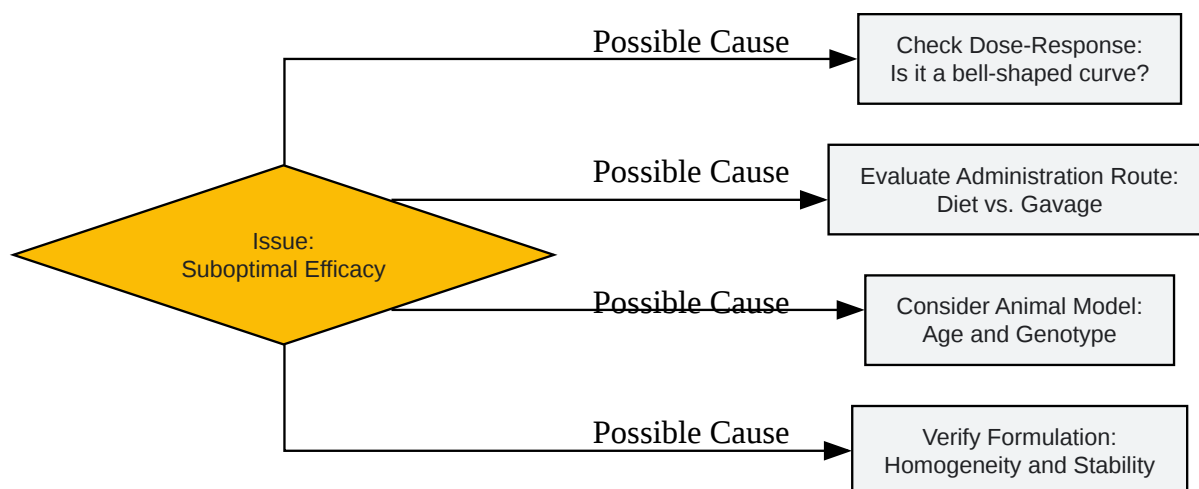 Possible Cause
Check Dose-Response:
Is it a bell-shaped curve?
Possible Cause
Evaluate Administration Route:
Diet vs. Gavage
Issue:
Suboptimal Efficacy
Possible Cause
Consider Animal Model:
Age and Genotype
Possible Cause
Verify Formulation:
Homogeneity and Stability